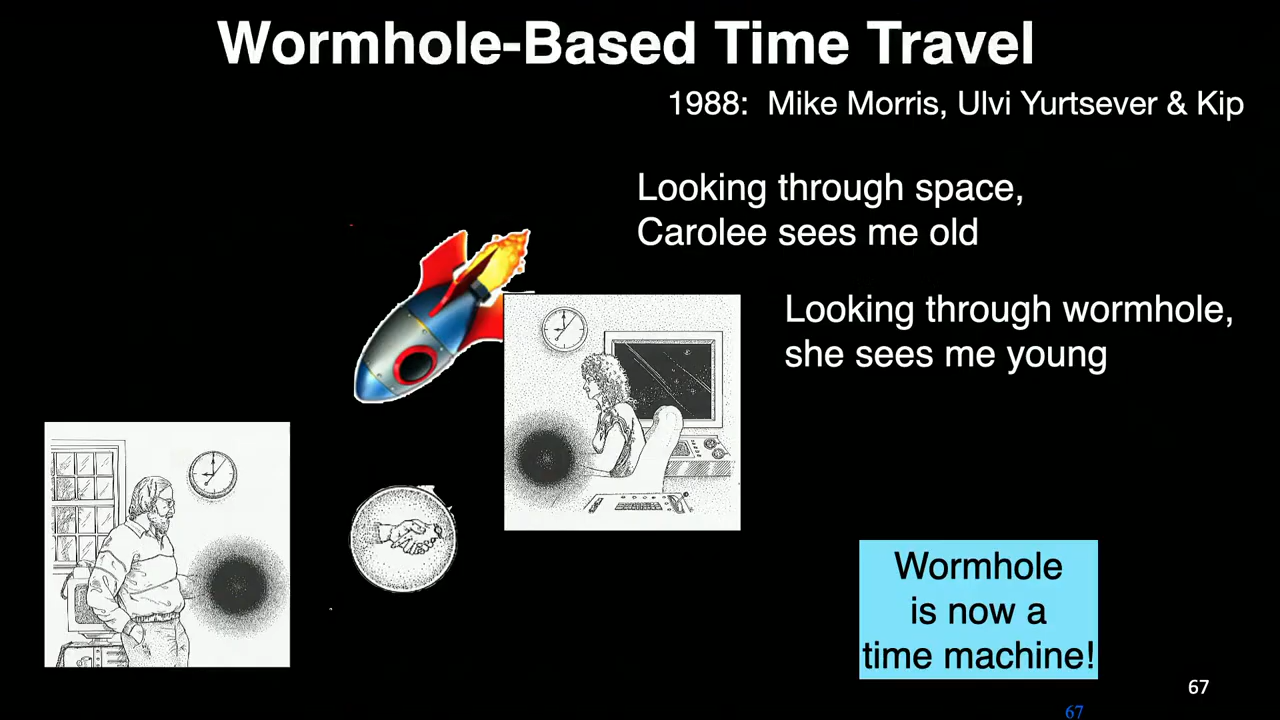 Wormhole-Based Time Travel
1988: Mike Morris, Ulvi Yurtsever & Kip
Looking through space,
Carolee sees me old
Looking through wormhole,
she sees me young
Wormhole
is now a
time machine!
67
67